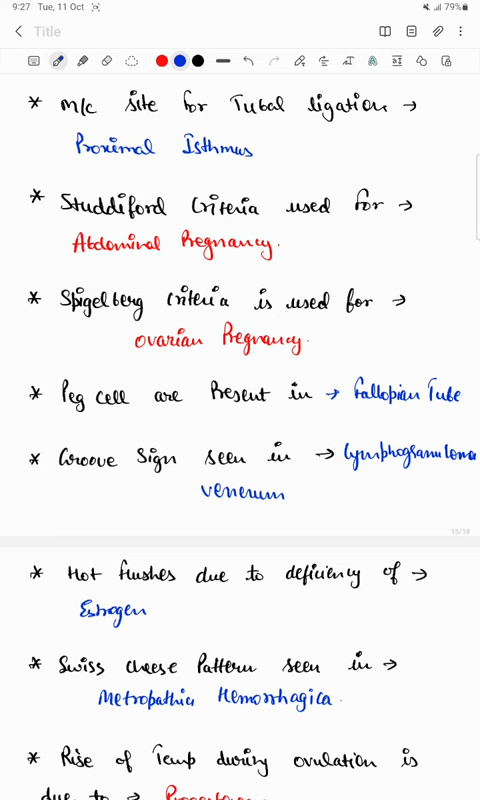 9:27 Tue, 11 Oct 79%
Title
* M/c site for Tubal ligation →
Proximal Isthmus
* Studdiford Criteria used for →
Abdominal Pregnancy.
* Spigelberg Criteria is used for →
Ovarian Pregnancy.
* Peg cell are Present in → Fallopian Tube
* Groove Sign seen in → Lymphogranuloma
Venerum
15/18
* Hot flushes due to deficiency of →
Estrogen
* Swiss cheese Pattern seen in →
Metropathia Hemorrhagica.
* Rise of Temp during ovulation is
due to →